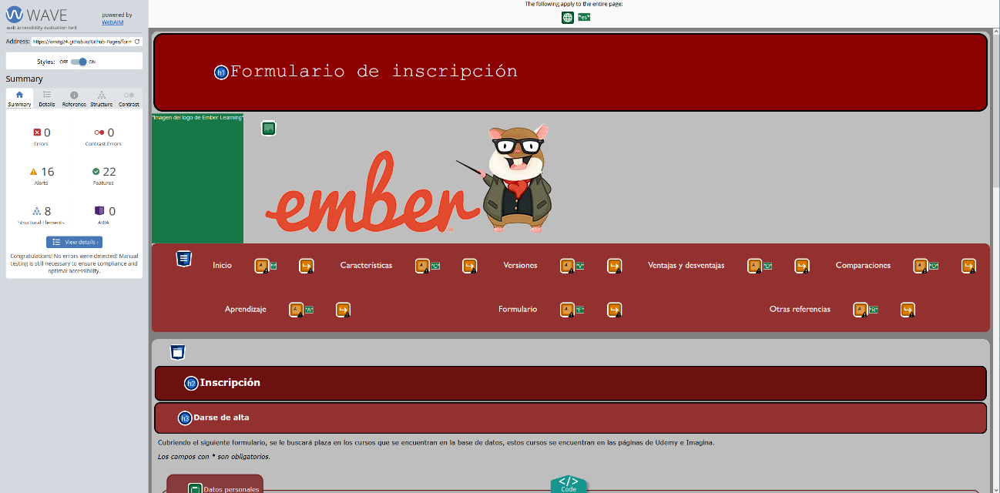 The following apply to the entire page:
*es*
WAVE
powered by
WebAIM
web accessibility evaluation tool
Address: https://omitg24.github.io/Github-Pages/form
Styles: OFF ON
Summary
Summary Details Reference Structure Contrast
0
Errors
0
Contrast Errors
16
Alerts
22
Features
8
Structural Elements
0
ARIA
View details ›
Congratulations! No errors were detected! Manual
testing is still necessary to ensure compliance and
optimal accessibility.
h1 Formulario de inscripción
*Imagen del logo de Ember Learning*
ember
Inicio *I* Características *C* Versiones *V* Ventajas y desventajas *D* Comparaciones *O*
Aprendizaje *A* Formulario *F* Otras referencias *R*
h2 Inscripción
h3 Darse de alta
Cubriendo el siguiente formulario, se le buscará plaza en los cursos que se encuentran en la base de datos, estos cursos se encuentran en las páginas de Udemy e Imagina.
Los campos con * son obligatorios.
Datos personales
</>
Code